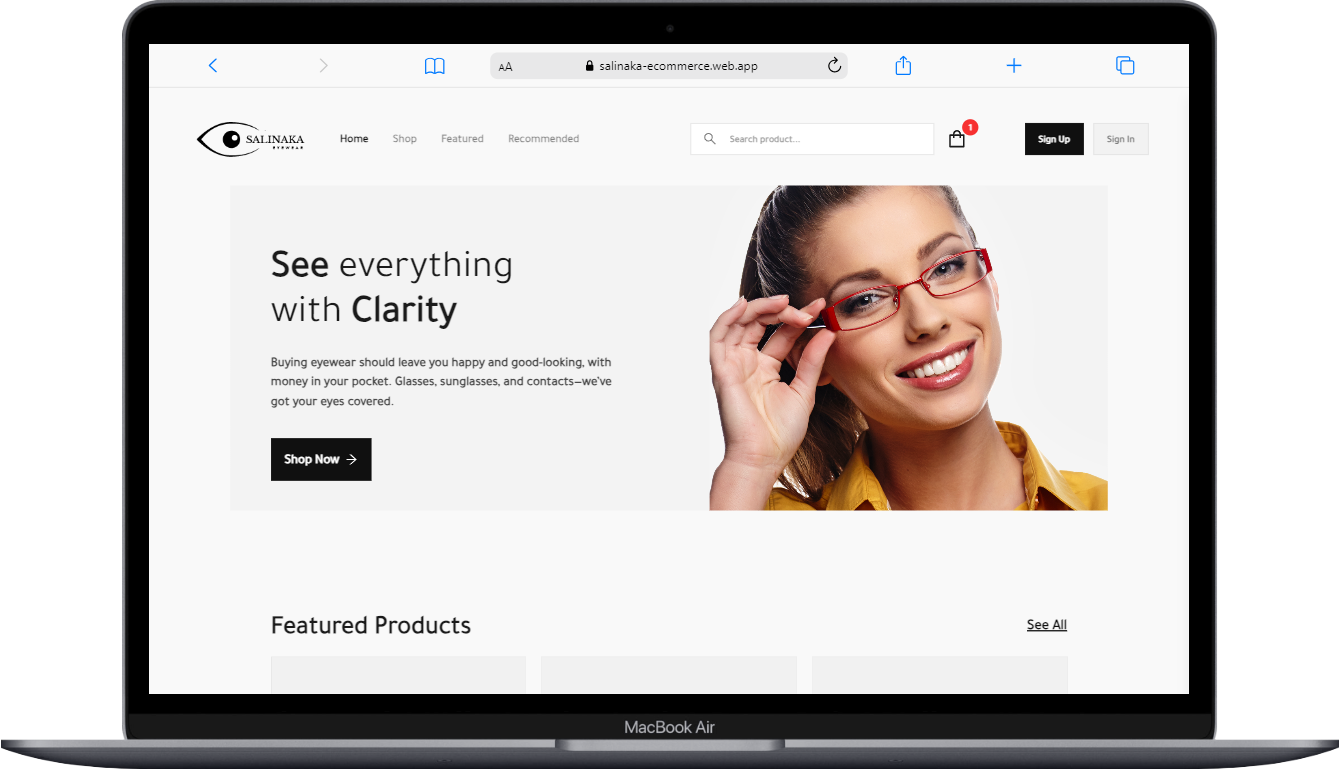 AA salinaka-ecommerce.web.app
SALINAKA
EYEWEAR
Home Shop Featured Recommended
Search product...
1
Sign Up Sign In
See everything
with Clarity
Buying eyewear should leave you happy and good-looking, with
money in your pocket. Glasses, sunglasses, and contacts—we've
got your eyes covered.
Shop Now
Featured Products
See All
MacBook Air